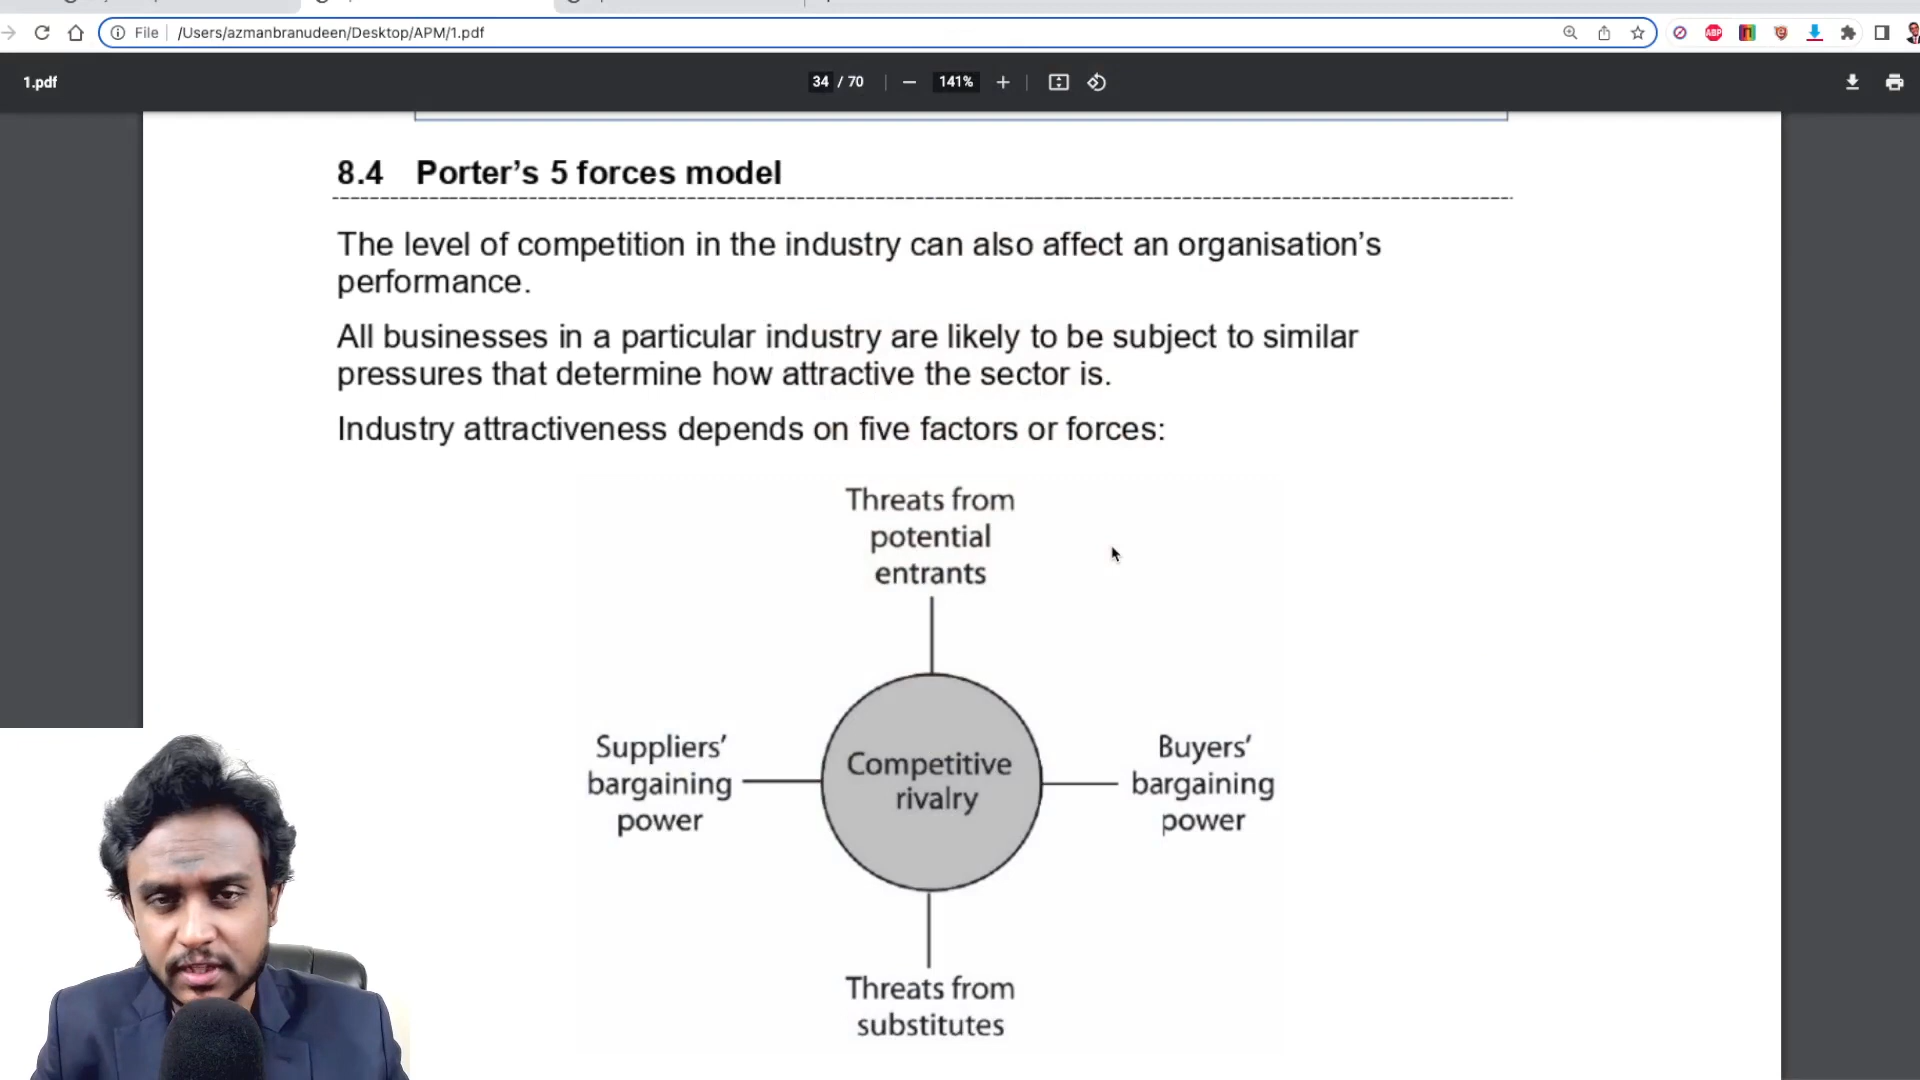 File
/Users/azmanbranudeen/Desktop/APM/1.pdf
ABP
1.pdf
34 / 70
141%
8.4 Porter’s 5 forces model
The level of competition in the industry can also affect an organisation’s
performance.
All businesses in a particular industry are likely to be subject to similar
pressures that determine how attractive the sector is.
Industry attractiveness depends on five factors or forces:
Threats from
potential
entrants
Suppliers’
bargaining
power
Competitive
rivalry
Buyers’
bargaining
power
Threats from
substitutes